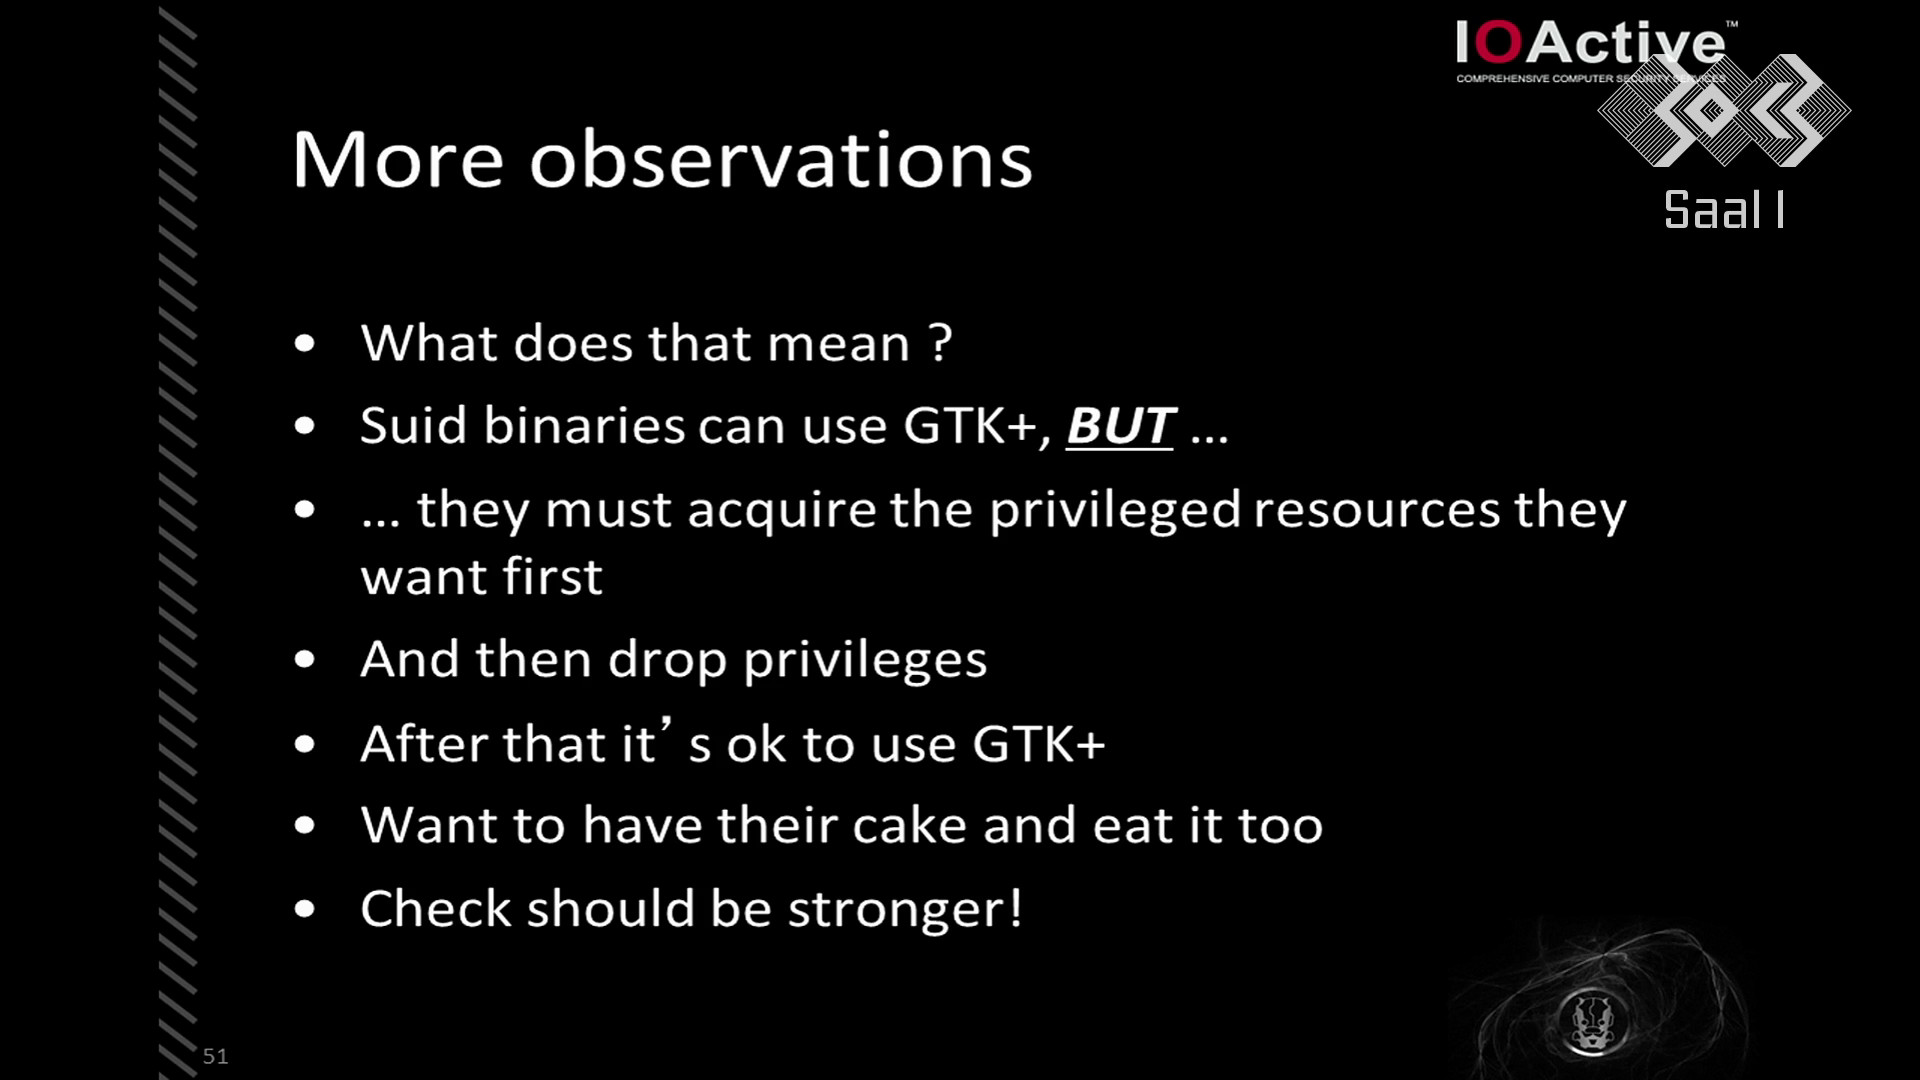 IOActive™
COMPREHENSIVE COMPUTER SECURITY SERVICES
Saal 1
More observations
• What does that mean ?
• Suid binaries can use GTK+, BUT ...
• ... they must acquire the privileged resources they
want first
• And then drop privileges
• After that it’s ok to use GTK+
• Want to have their cake and eat it too
• Check should be stronger!
51